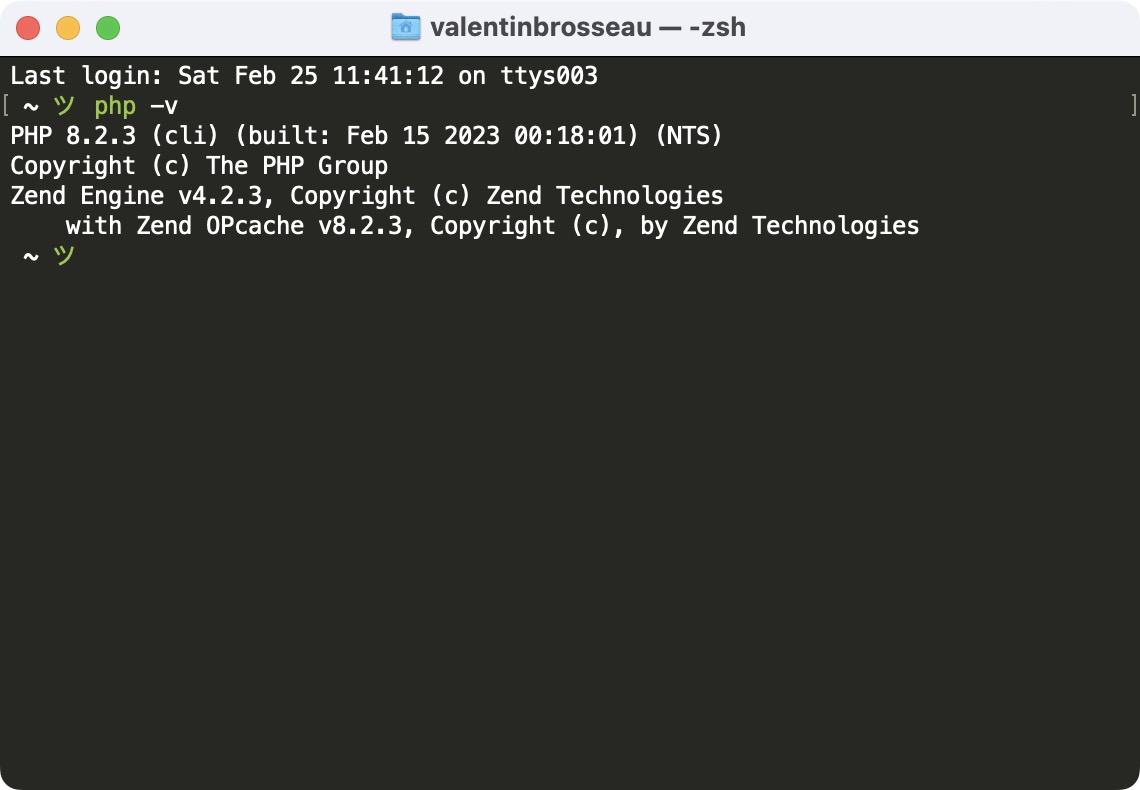 valentinbrosseau — -zsh
Last login: Sat Feb 25 11:41:12 on ttys003
[ ~ ツ php -v ]
PHP 8.2.3 (cli) (built: Feb 15 2023 00:18:01) (NTS)
Copyright (c) The PHP Group
Zend Engine v4.2.3, Copyright (c) Zend Technologies
    with Zend OPcache v8.2.3, Copyright (c), by Zend Technologies
 ~ ツ